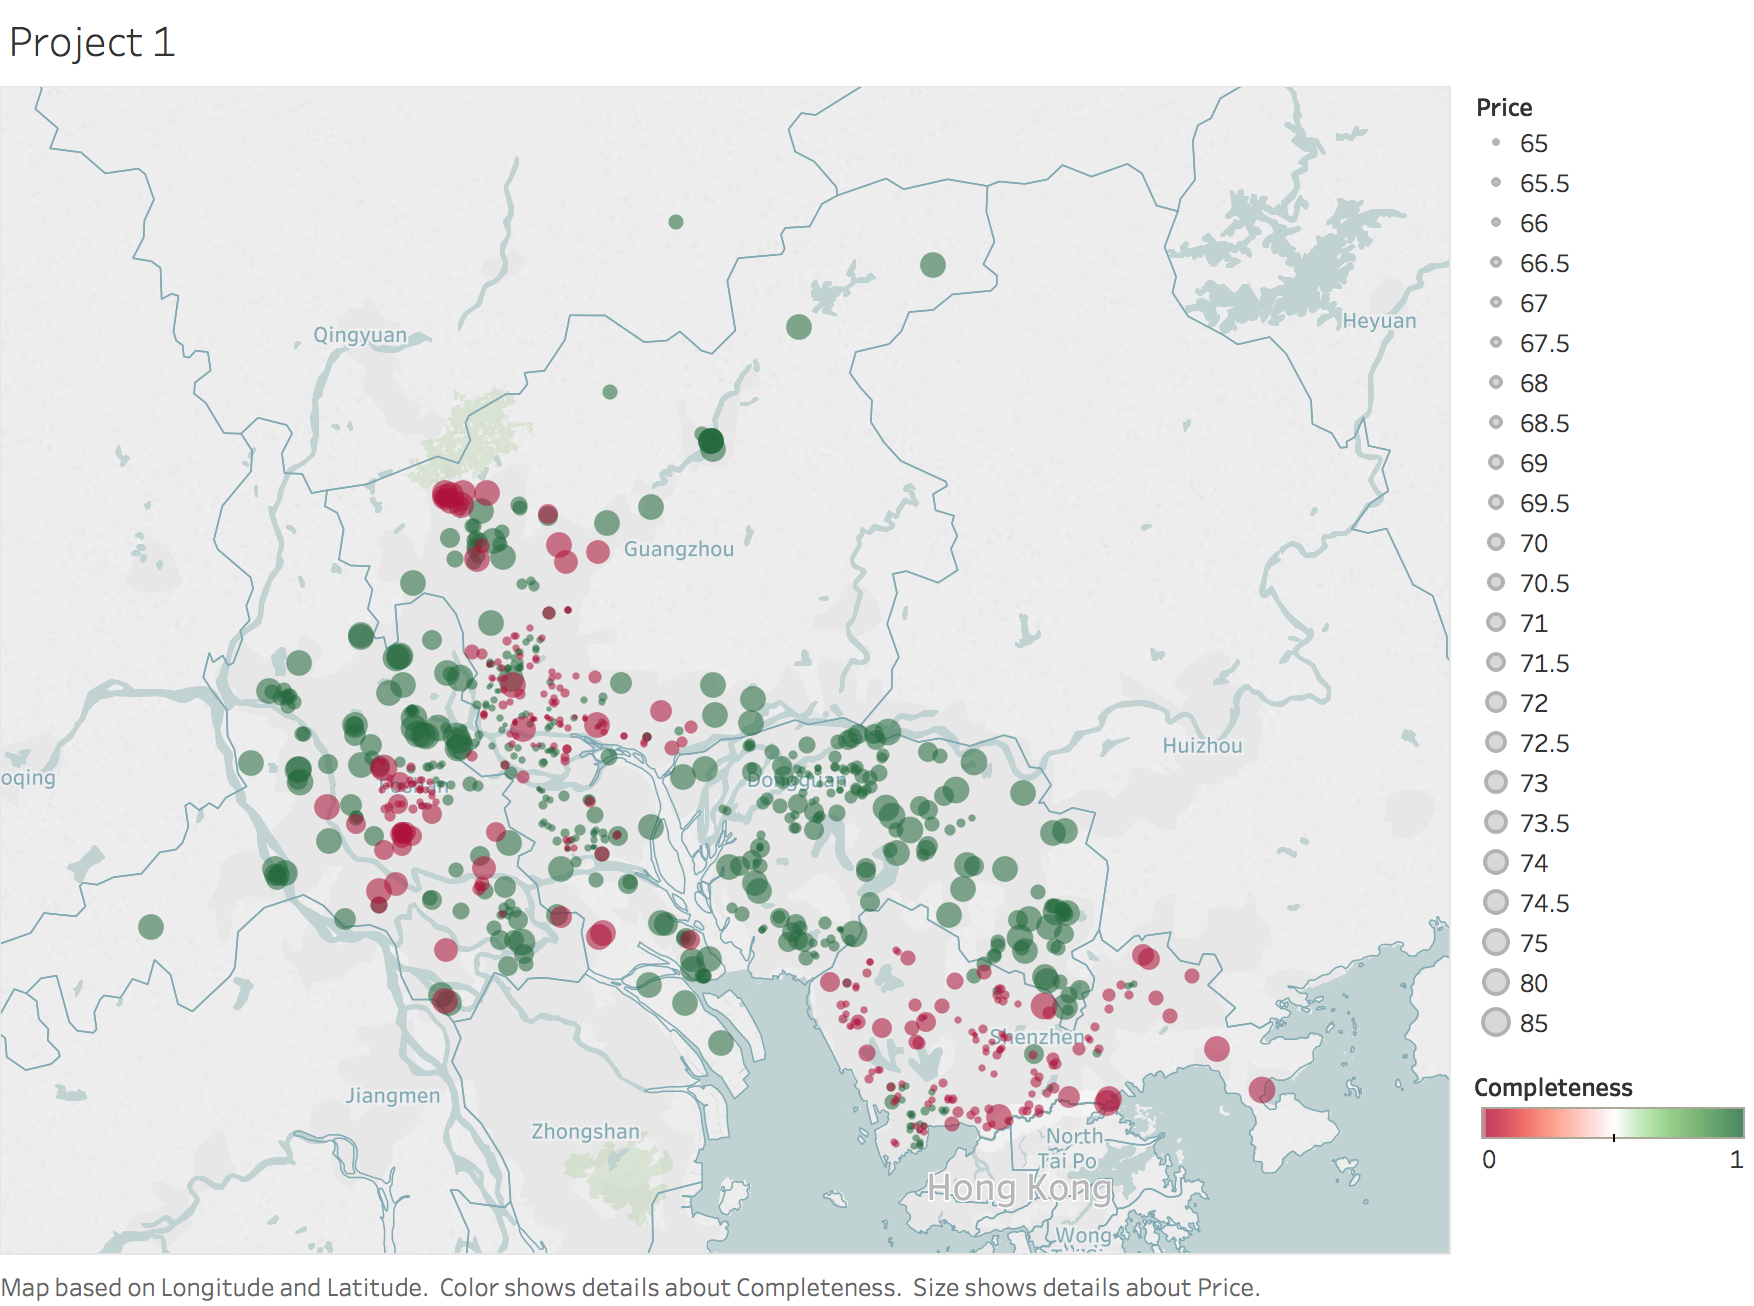 Project 1
Price
65
65.5
66
66.5
67
67.5
68
68.5
69
69.5
70
70.5
71
71.5
72
72.5
73
73.5
74
74.5
75
80
85
Completeness
0 1
Qingyuan
Heyuan
Guangzhou
Huizhou
oqing
Dongguan
Shenzhen
Jiangmen
Zhongshan
North
Tai Po
Hong Kong
Wong
Map based on Longitude and Latitude. Color shows details about Completeness. Size shows details about Price.